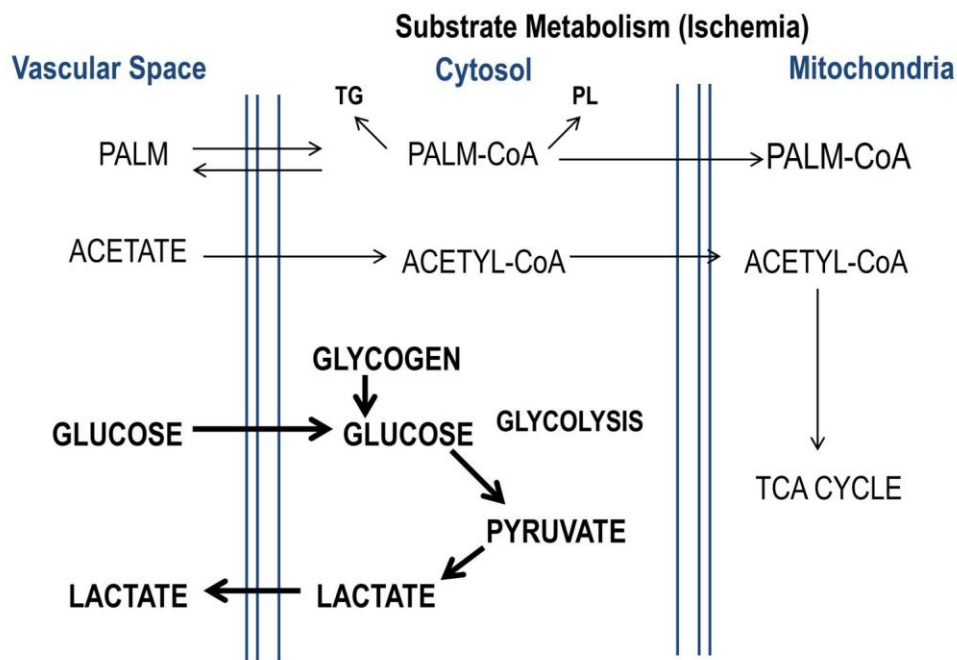 Substrate Metabolism (Ischemia)
Vascular Space Cytosol Mitochondria
TG PL
PALM PALM-CoA PALM-CoA
ACETATE ACETYL-CoA ACETYL-CoA
GLYCOGEN
GLUCOSE GLUCOSE GLYCOLYSIS
TCA CYCLE
PYRUVATE
LACTATE LACTATE